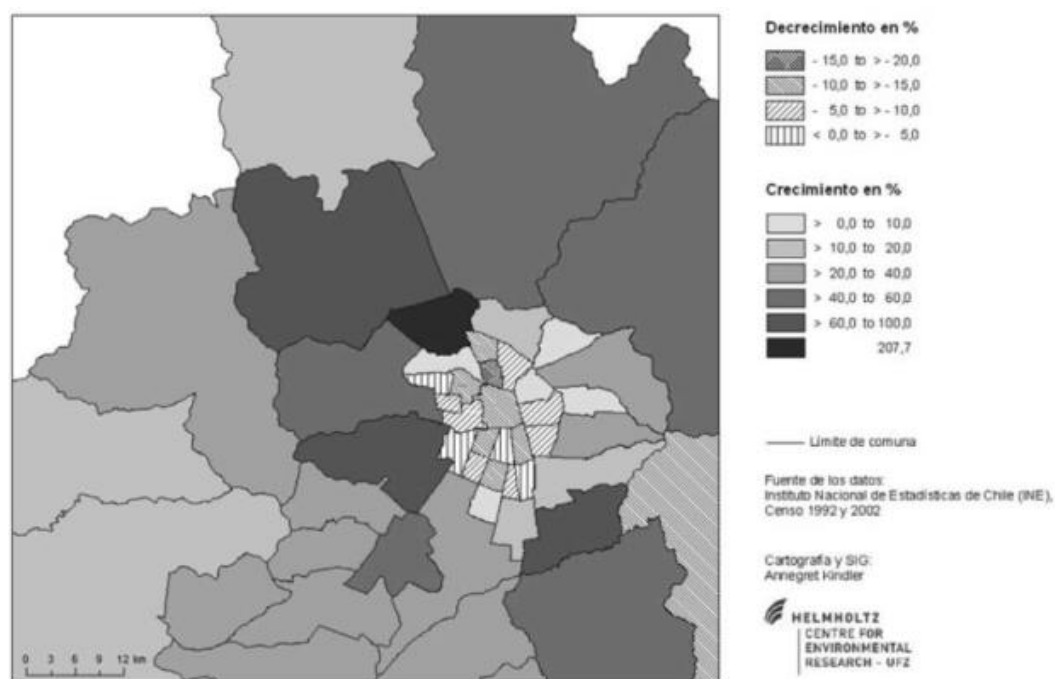 Decrecimiento en %
- 15,0 to > - 20,0
- 10,0 to > - 15,0
- 5,0 to > - 10,0
< 0,0 to > - 5,0
Crecimiento en %
> 0,0 to 10,0
> 10,0 to 20,0
> 20,0 to 40,0
> 40,0 to 60,0
> 60,0 to 100,0
207,7
Límite de comuna
Fuente de los datos:
Instituto Nacional de Estadísticas de Chile (INE),
Censo 1992 y 2002
Cartografía y SIG:
Annegret Kindler
HELMHOLTZ
CENTRE FOR
ENVIRONMENTAL
RESEARCH - UFZ
0 3 6 9 12 km